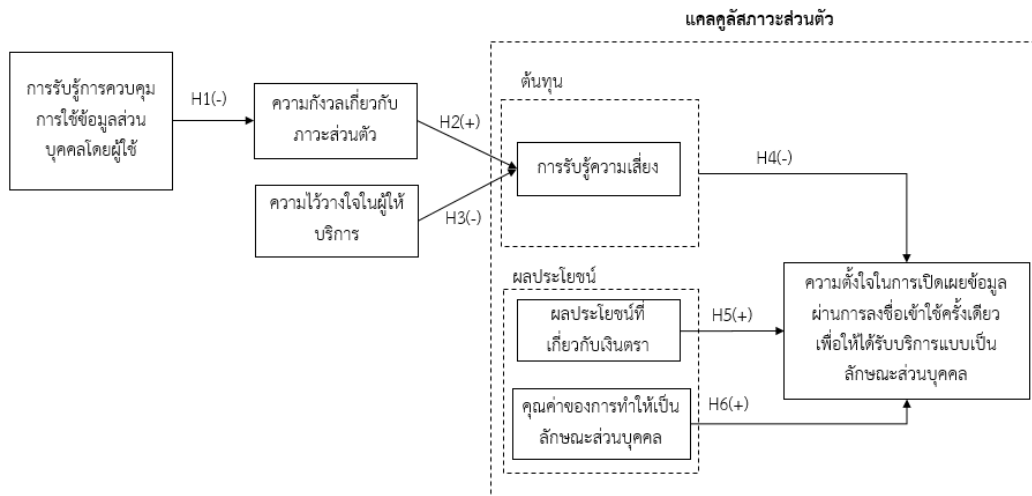 แคลคูลัสภาวะส่วนตัว
การรับรู้การควบคุม
การใช้ข้อมูลส่วน
บุคคลโดยผู้ใช้
H1(-)
ความกังวลเกี่ยวกับ
ภาวะส่วนตัว
H2(+)
ความไว้วางใจในผู้ให้
บริการ
H3(-)
ต้นทุน
การรับรู้ความเสี่ยง
H4(-)
ผลประโยชน์
ผลประโยชน์ที่
เกี่ยวกับเงินตรา
H5(+)
คุณค่าของการทำให้เป็น
ลักษณะส่วนบุคคล
H6(+)
ความตั้งใจในการเปิดเผยข้อมูล
ผ่านการลงชื่อเข้าใช้ครั้งเดียว
เพื่อให้ได้รับบริการแบบเป็น
ลักษณะส่วนบุคคล